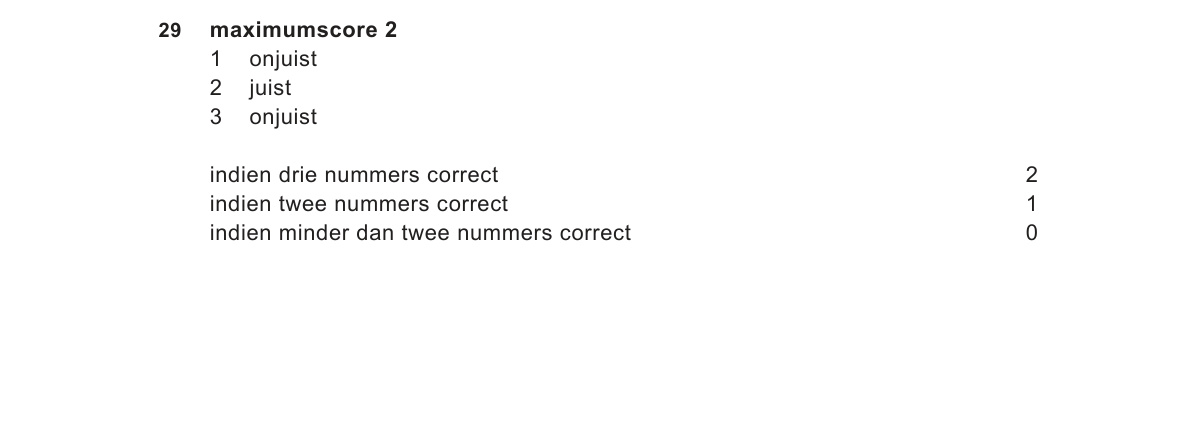 29 maximumscore 2
1 onjuist
2 juist
3 onjuist
indien drie nummers correct 2
indien twee nummers correct 1
indien minder dan twee nummers correct 0